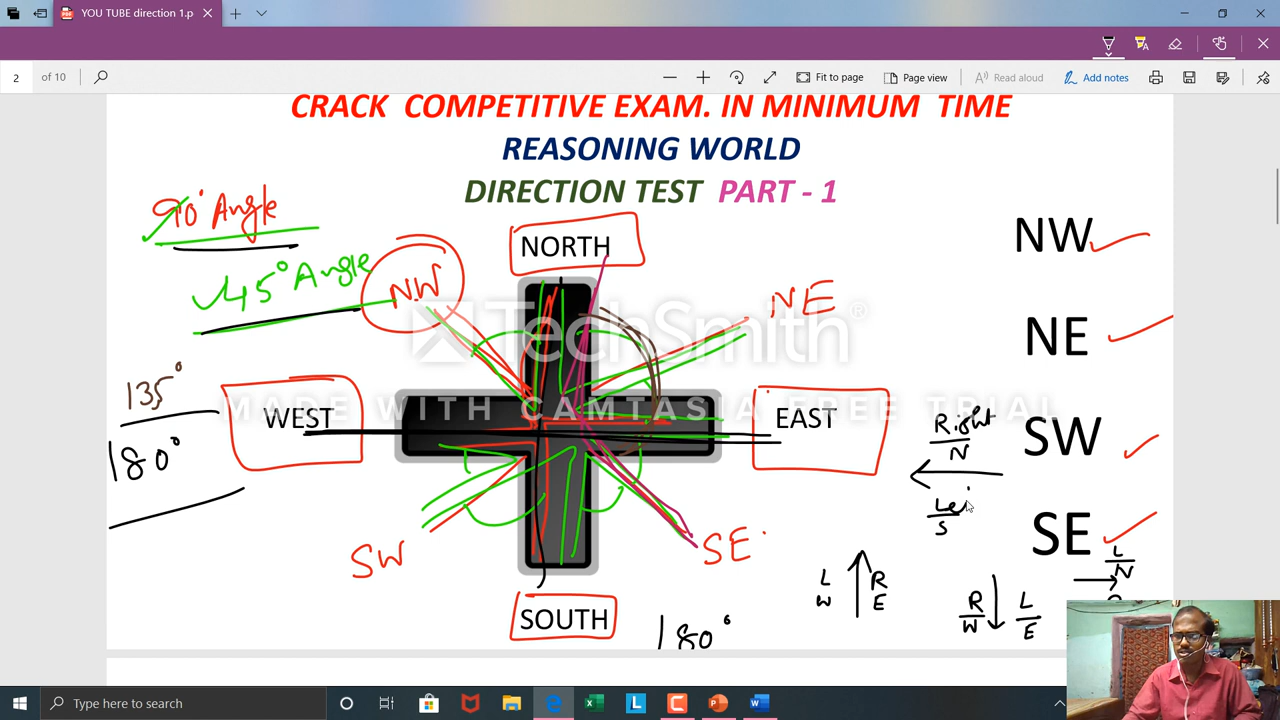 YOU TUBE direction 1.p
2 of 10
Fit to page
Page view
Read aloud
Add notes
CRACK COMPETITIVE EXAM. IN MINIMUM TIME
REASONING WORLD
DIRECTION TEST PART - 1
90° Angle
45° Angle
NW
NORTH
NE
NW
NE
TechSmith®
MADE WITH CAMTASIA FREE TRIAL
135°
180°
WEST
EAST
Right
N
SW
S
SW
SE
SE
SOUTH
180°
L
W
R
E
R
W
L
E
L
N
Type here to search